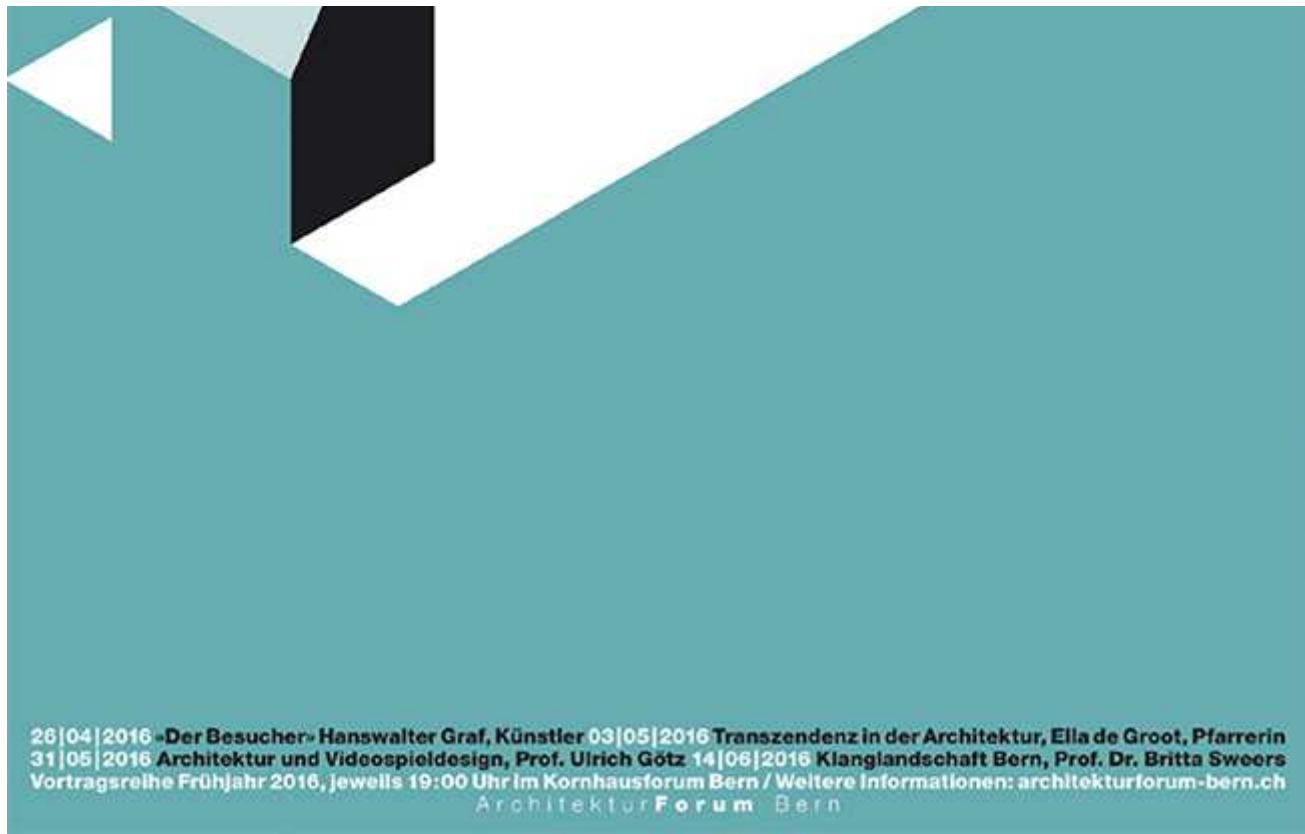 26|04|2016 «Der Besucher» Hanswalter Graf, Künstler 03|05|2016 Transzendenz in der Architektur, Ella de Groot, Pfarrerin
31|05|2016 Architektur und Videospieldesign, Prof. Ulrich Götz 14|06|2016 Klanglandschaft Bern, Prof. Dr. Britta Sweers
Vortragsreihe Frühjahr 2016, jeweils 19:00 Uhr im Kornhausforum Bern / Weitere Informationen: architekturforum-bern.ch
ArchitekturForum Bern